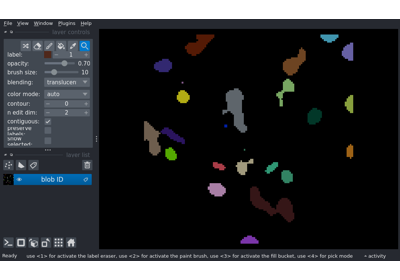 File View Window Plugins Help
layer controls
label: 1
opacity: 0.70
brush size: 10
blending: translucen
color mode: auto
contour: 0
n edit dim: 2
contiguous:
preserve
labels:
show
selected:
layer list
blob ID
Ready use <1> for activate the label eraser, use <2> for activate the paint brush, use <3> for activate the fill bucket, use <4> for pick mode activity